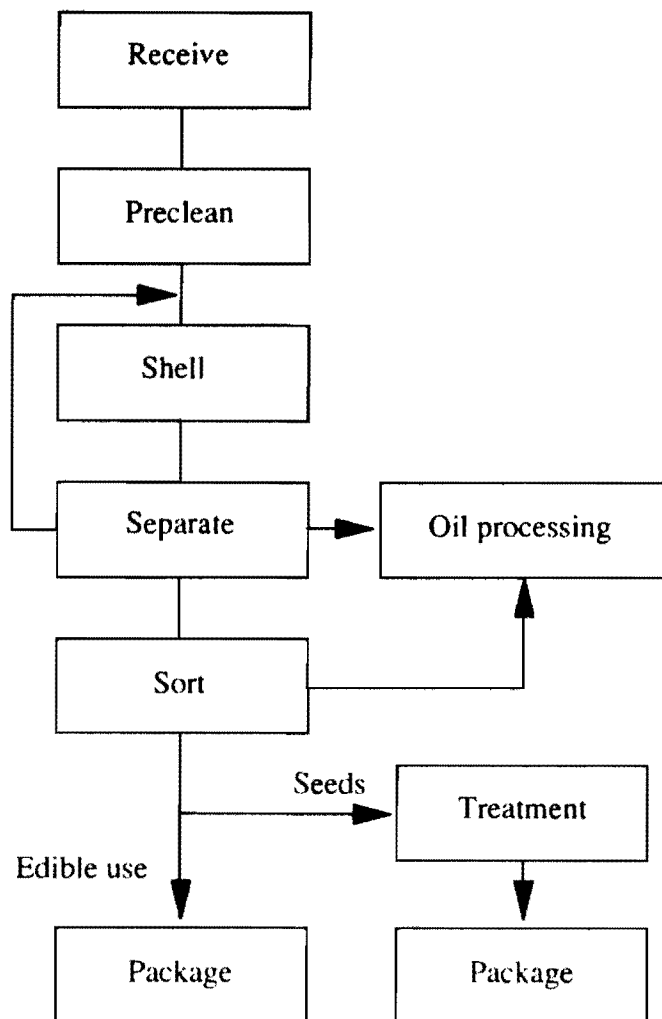 Receive
Preclean
Shell
Separate
Oil processing
Sort
Seeds
Treatment
Edible use
Package
Package